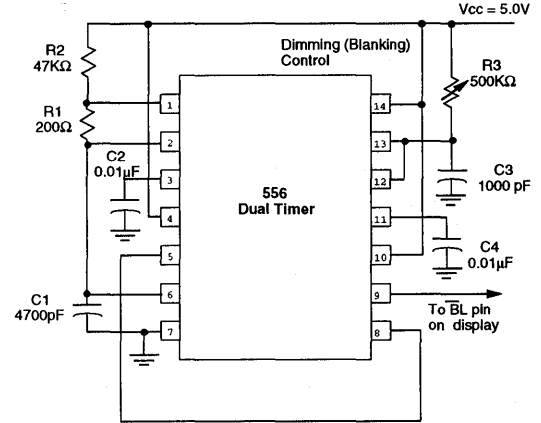 Vcc = 5.0V
Dimming (Blanking)
Control
R2
47KΩ
R3
500KΩ
R1
200Ω
1
14
2
13
C2
0.01µF
3
12
C3
1000 pF
556
Dual Timer
4
11
C4
0.01µF
5
10
6
9
To BL pin
on display
C1
4700pF
7
8